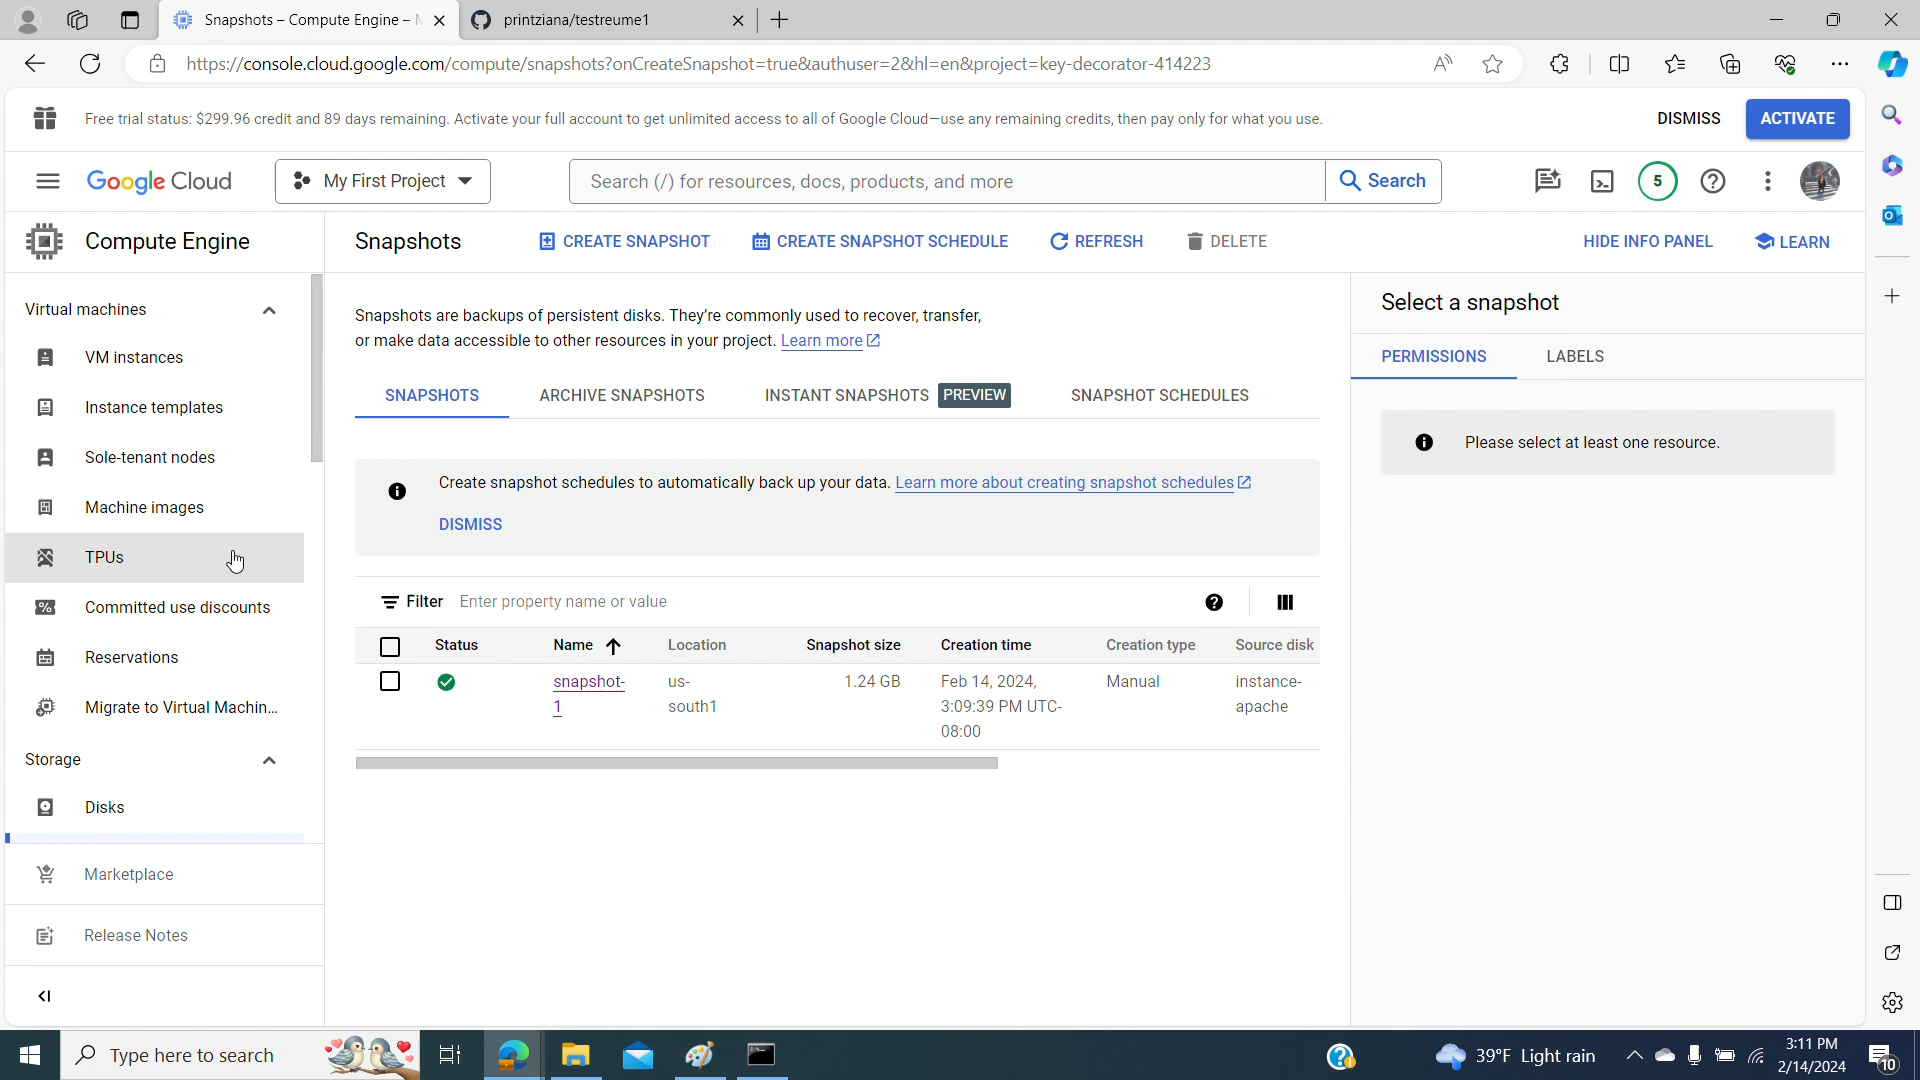 Snapshots – Compute Engine – M
printziana/testreume1
https://console.cloud.google.com/compute/snapshots?onCreateSnapshot=true&authuser=2&hl=en&project=key-decorator-414223
Free trial status: $299.96 credit and 89 days remaining. Activate your full account to get unlimited access to all of Google Cloud—use any remaining credits, then pay only for what you use.
DISMISS
ACTIVATE
Google Cloud
My First Project
Search (/) for resources, docs, products, and more
Search
5
Compute Engine
Snapshots
CREATE SNAPSHOT
CREATE SNAPSHOT SCHEDULE
REFRESH
DELETE
HIDE INFO PANEL
LEARN
Virtual machines
VM instances
Instance templates
Sole-tenant nodes
Machine images
TPUs
Committed use discounts
Reservations
Migrate to Virtual Machin...
Storage
Disks
Marketplace
Release Notes
Snapshots are backups of persistent disks. They're commonly used to recover, transfer,
or make data accessible to other resources in your project. Learn more
SNAPSHOTS
ARCHIVE SNAPSHOTS
INSTANT SNAPSHOTS PREVIEW
SNAPSHOT SCHEDULES
Create snapshot schedules to automatically back up your data. Learn more about creating snapshot schedules
DISMISS
Filter Enter property name or value
Status Name Location Snapshot size Creation time Creation type Source disk
snapshot- us- 1.24 GB Feb 14, 2024, Manual instance-
1 south1 3:09:39 PM UTC- apache
08:00
Select a snapshot
PERMISSIONS
LABELS
Please select at least one resource.
Type here to search
39°F Light rain
3:11 PM
2/14/2024
10